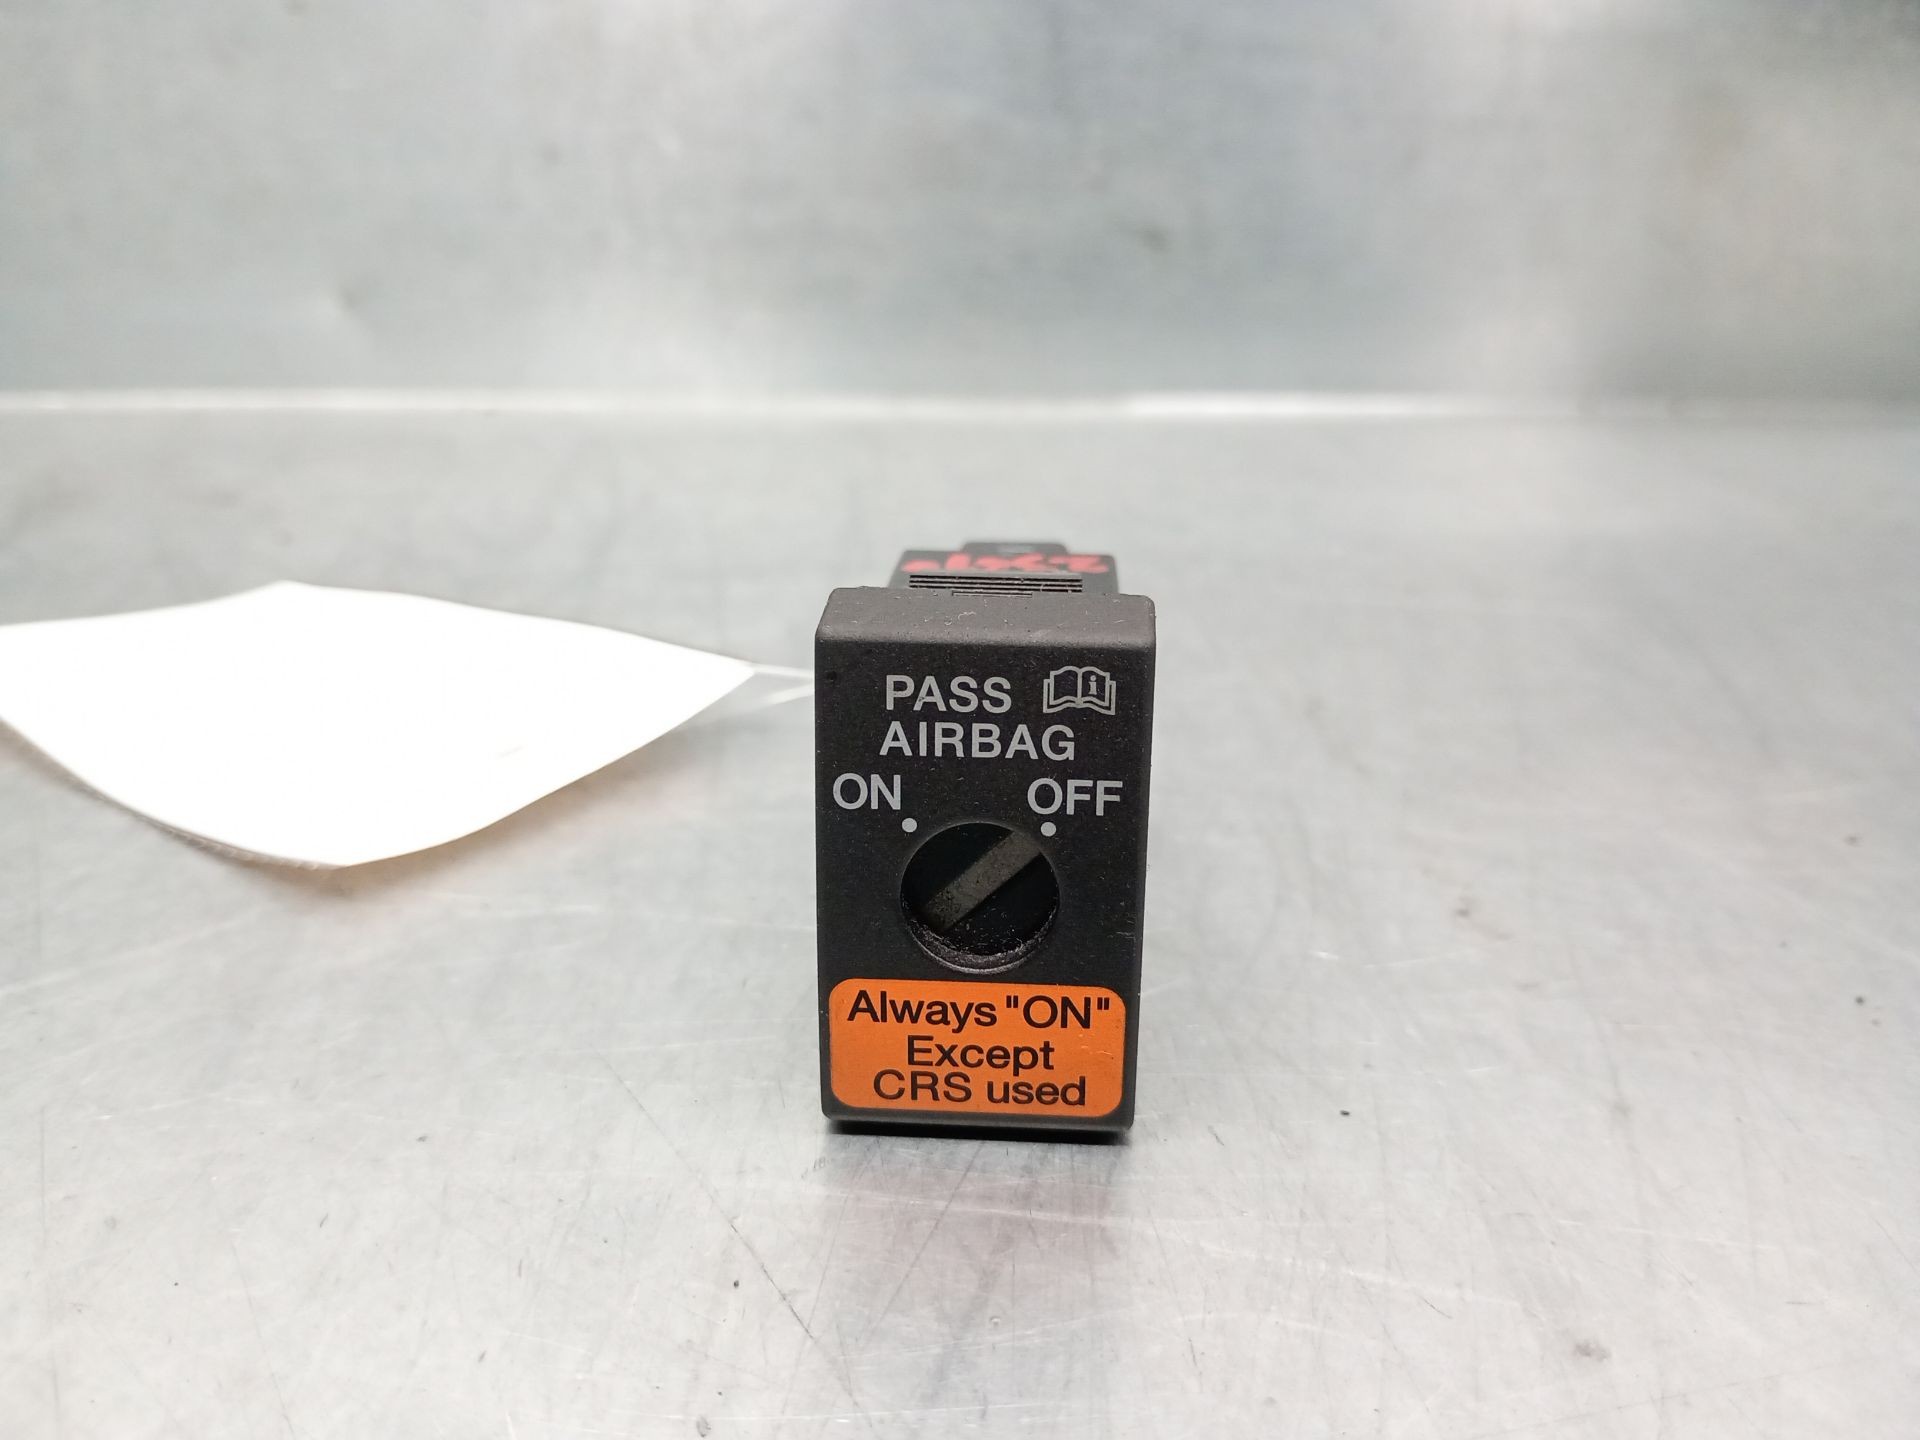 PASS
AIRBAG
ON OFF
Always "ON"
Except
CRS used